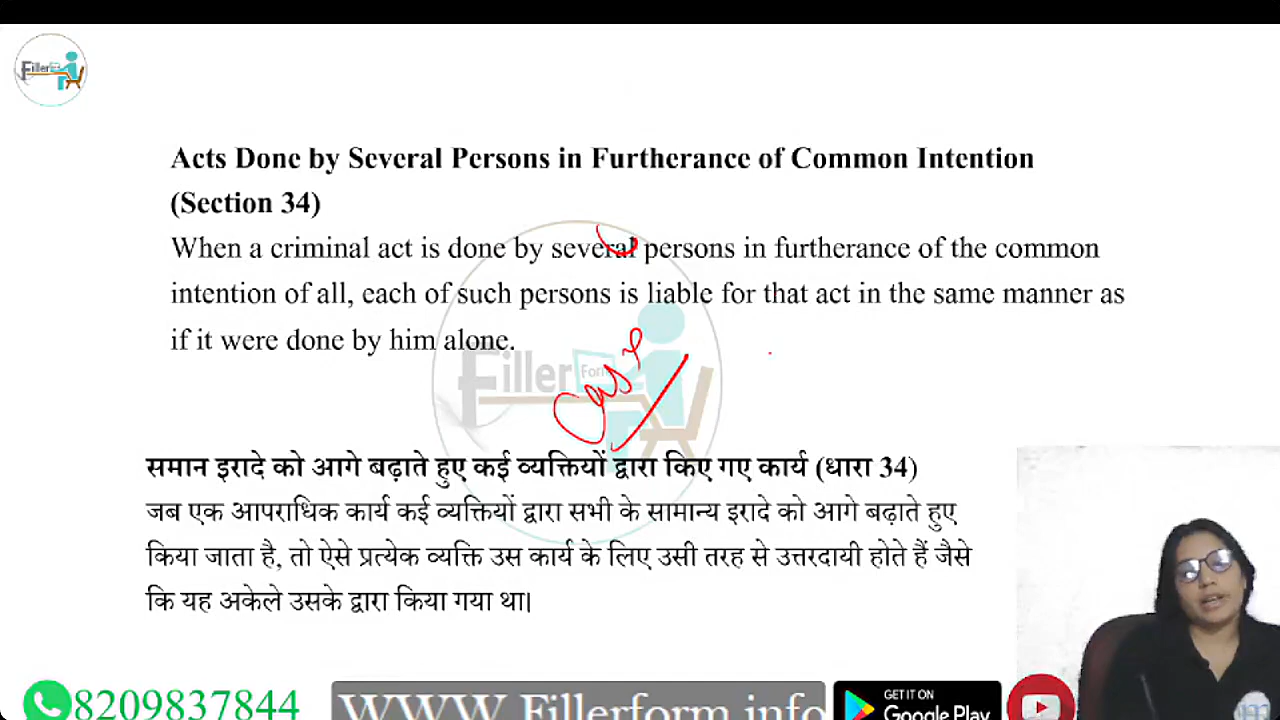 Filler
Acts Done by Several Persons in Furtherance of Common Intention
(Section 34)
When a criminal act is done by several persons in furtherance of the common
intention of all, each of such persons is liable for that act in the same manner as
if it were done by him alone.
Filler Form
समान इरादे को आगे बढ़ाते हुए कई व्यक्तियों द्वारा किए गए कार्य (धारा 34)
जब एक आपराधिक कार्य कई व्यक्तियों द्वारा सभी के सामान्य इरादे को आगे बढ़ाते हुए
किया जाता है, तो ऐसे प्रत्येक व्यक्ति उस कार्य के लिए उसी तरह से उत्तरदायी होते हैं जैसे
कि यह अकेले उसके द्वारा किया गया था।
8209837844
WWW.Fillerform.info
GET IT ON
Google Play